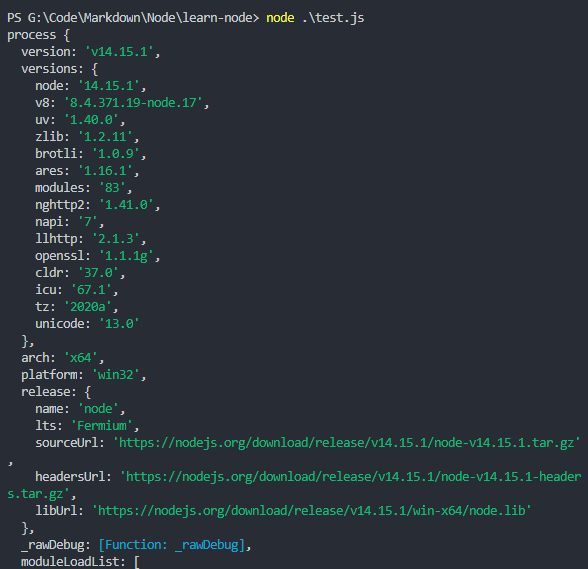 PS G:\Code\Markdown\Node\learn-node> node .\test.js
process {
  version: 'v14.15.1',
  versions: {
    node: '14.15.1',
    v8: '8.4.371.19-node.17',
    uv: '1.40.0',
    zlib: '1.2.11',
    brotli: '1.0.9',
    ares: '1.16.1',
    modules: '83',
    nghttp2: '1.41.0',
    napi: '7',
    llhttp: '2.1.3',
    openssl: '1.1.1g',
    cldr: '37.0',
    icu: '67.1',
    tz: '2020a',
    unicode: '13.0'
  },
  arch: 'x64',
  platform: 'win32',
  release: {
    name: 'node',
    lts: 'Fermium',
    sourceUrl: 'https://nodejs.org/download/release/v14.15.1/node-v14.15.1.tar.gz'
,
    headersUrl: 'https://nodejs.org/download/release/v14.15.1/node-v14.15.1-header
s.tar.gz',
    libUrl: 'https://nodejs.org/download/release/v14.15.1/win-x64/node.lib'
  },
  _rawDebug: [Function: _rawDebug],
  moduleLoadList: [